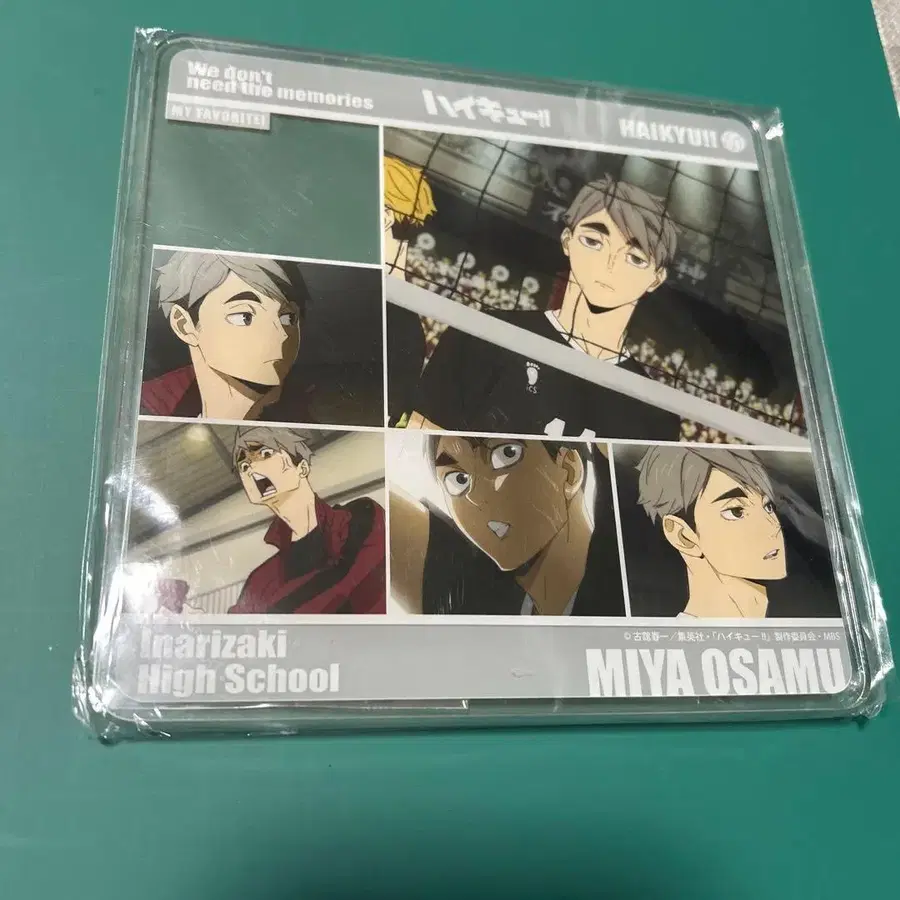 We don't
need the memories
MY FAVORITE!
ハイキュー!!
HAIKYU!!
ICS
©古舘春一／集英社・「ハイキュー!!」製作委員会・MBS
Inarizaki
High School
MIYA OSAMU